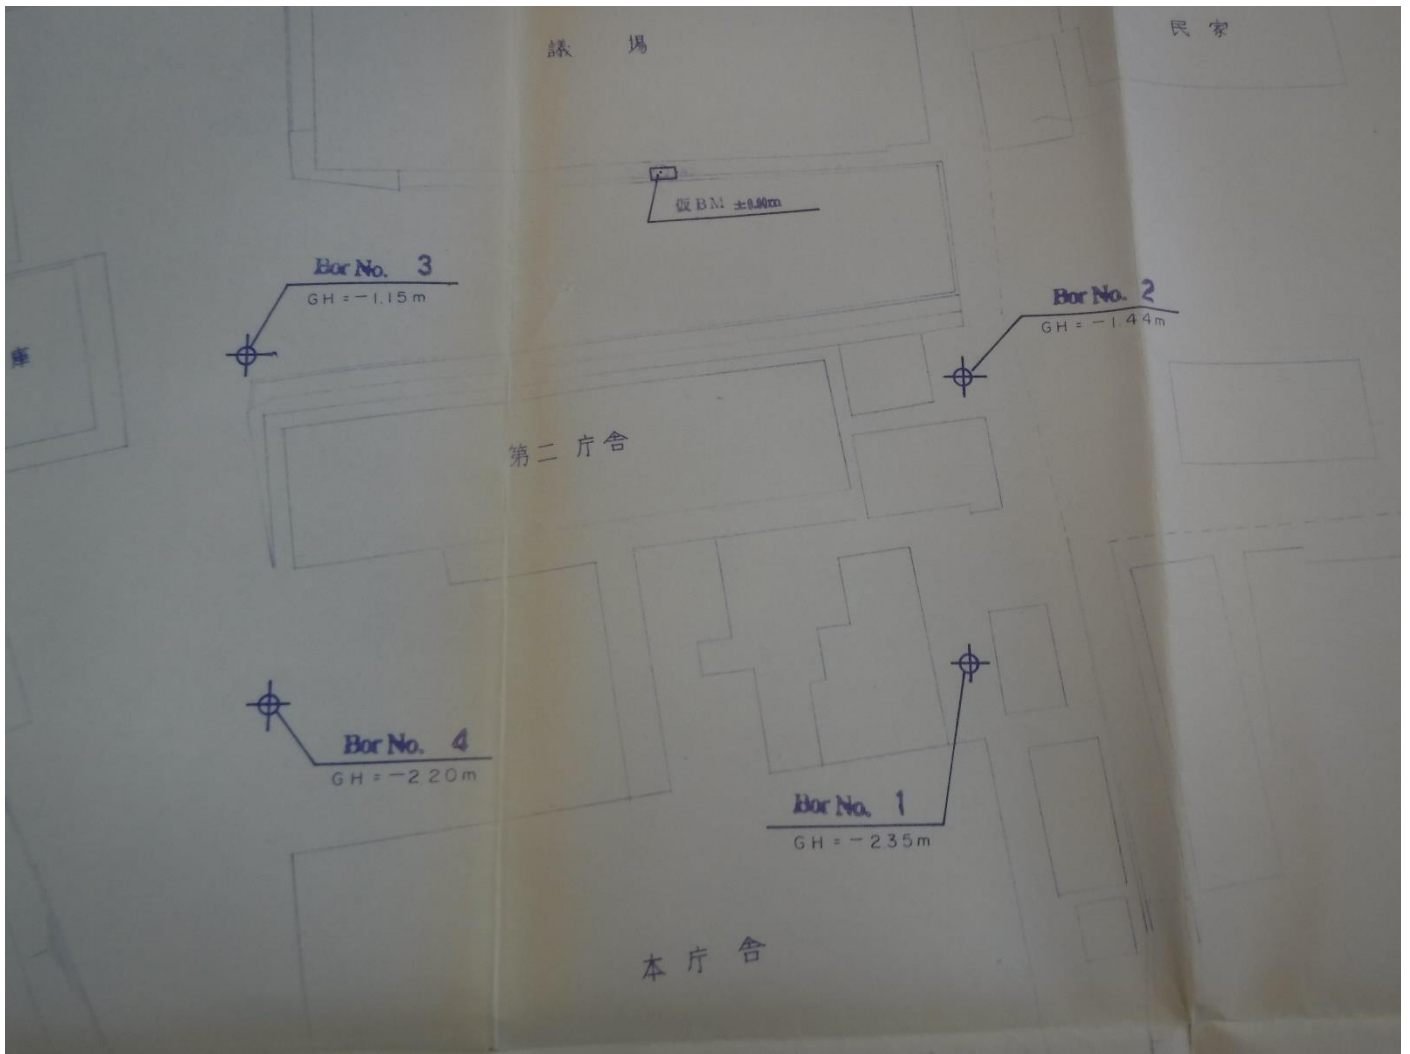 議場
民家
仮BM ±0.00m
Bor No. 3
GH=-1.15m
Bor No. 2
GH=-1.44m
庫
第二庁舎
Bor No. 4
GH=-2.20m
Bor No. 1
GH=-2.35m
本庁舎